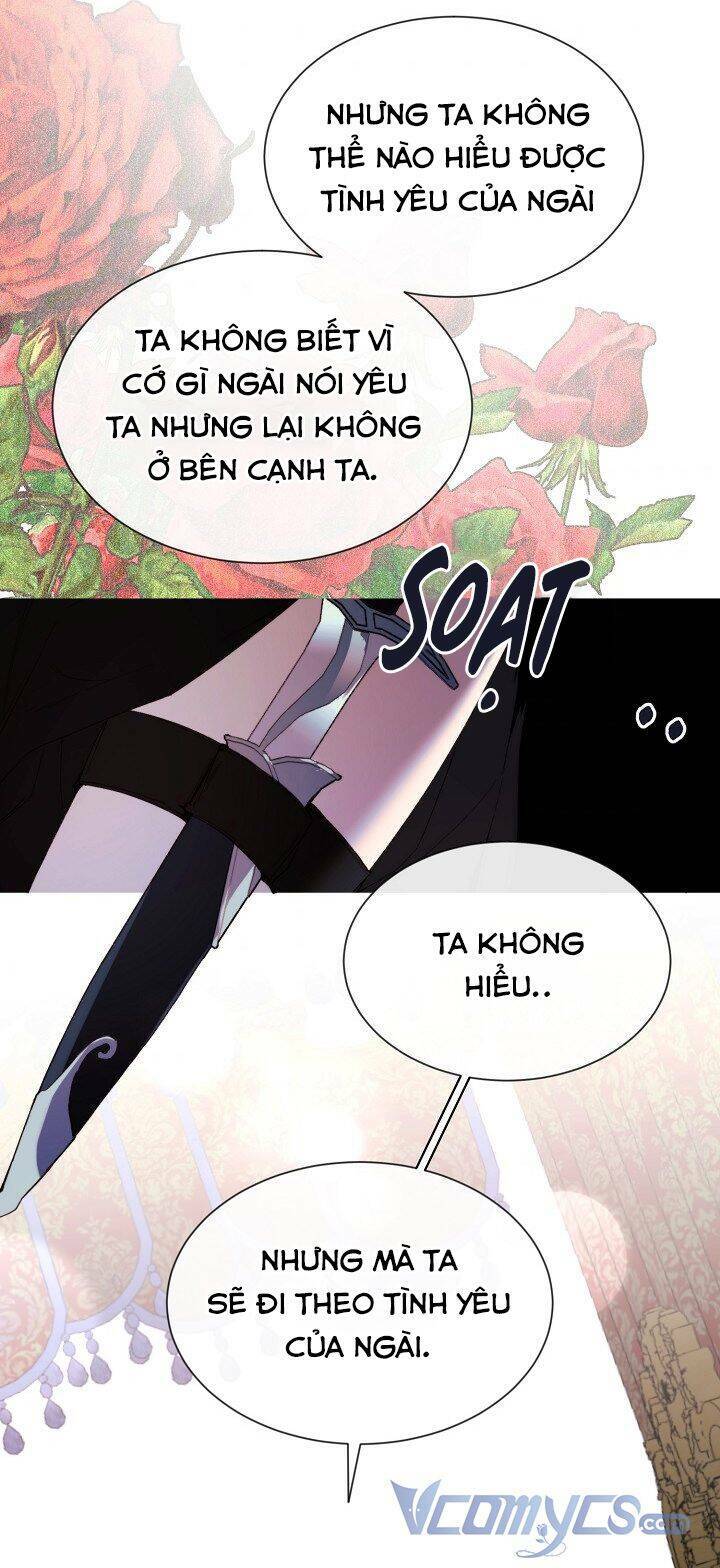 NHƯNG TA KHÔNG
THỂ NÀO HIỂU ĐƯỢC
TÌNH YÊU CỦA NGÀI
TA KHÔNG BIẾT VÌ
CỚ GÌ NGÀI NÓI YÊU
TA NHƯNG LẠI KHÔNG
Ở BÊN CẠNH TA.
SOẠT
TA KHÔNG
HIỂU..
NHƯNG MÀ TA
SẼ ĐI THEO TÌNH YÊU
CỦA NGÀI.
VCOMYCS.com